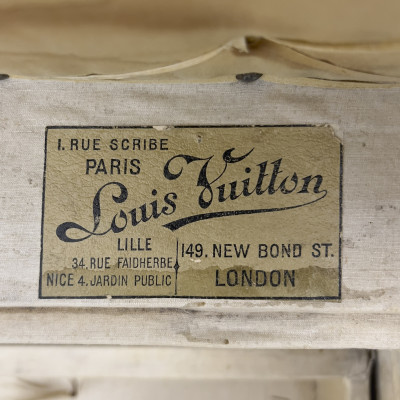 1. RUE SCRIBE
PARIS
Louis Vuitton
LILLE
34. RUE FAIDHERBE
NICE 4. JARDIN PUBLIC
149. NEW BOND ST.
LONDON